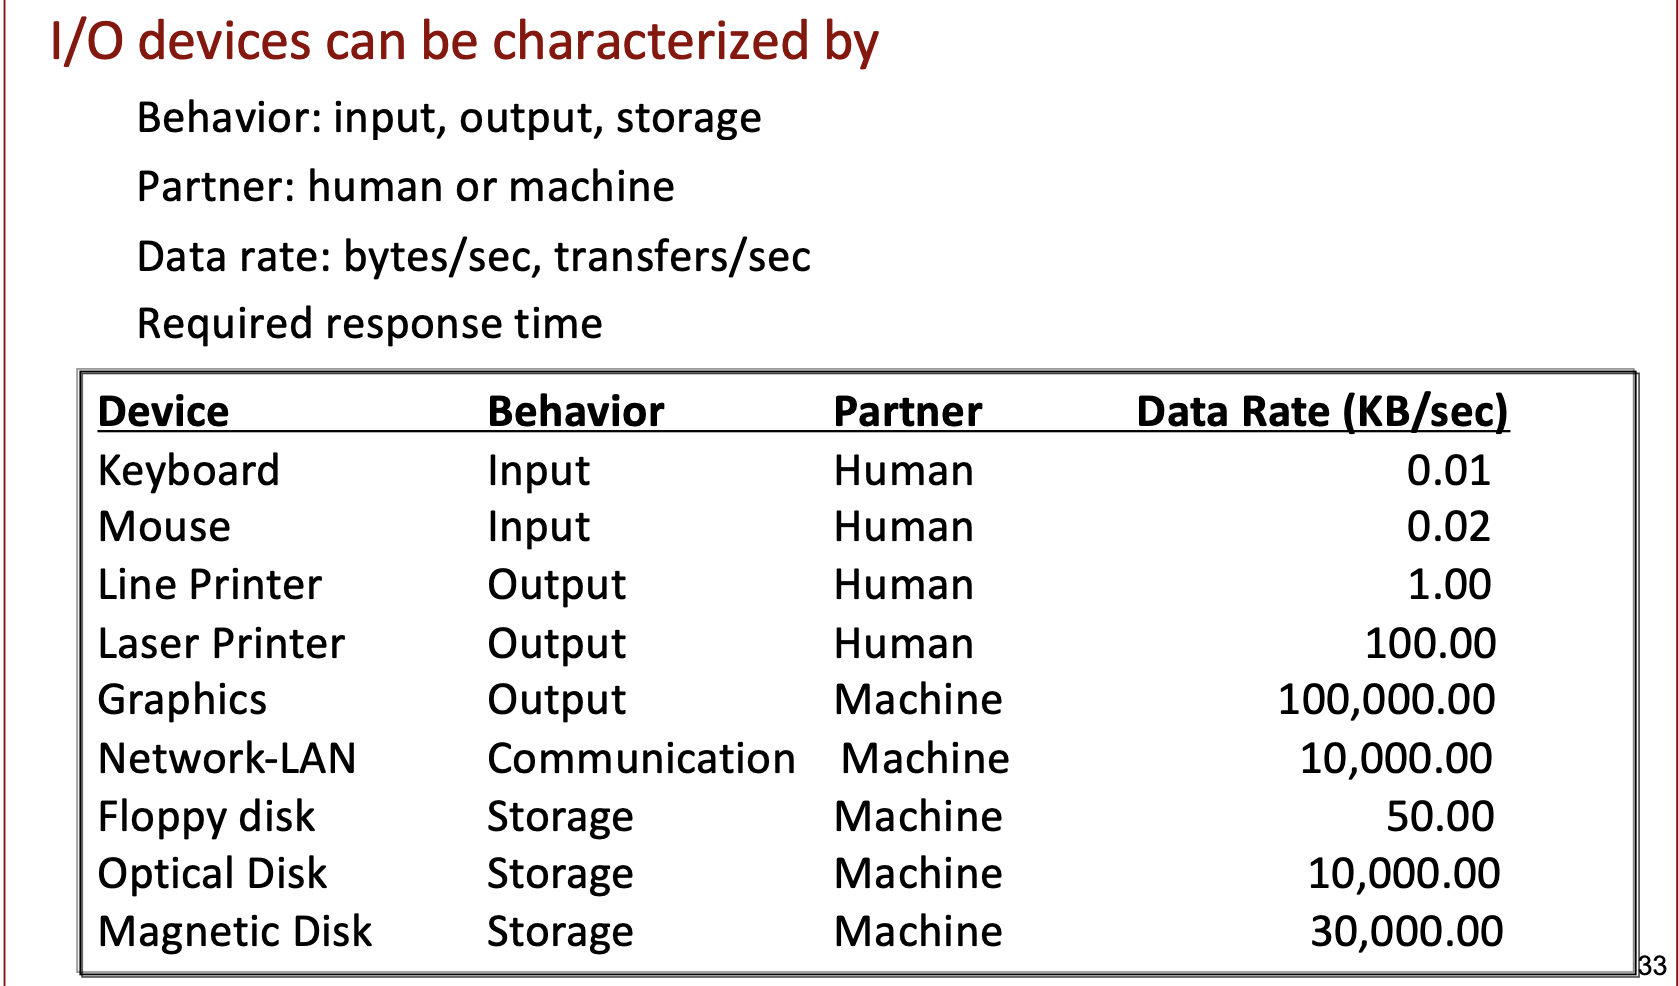 I/O devices can be characterized by
Behavior: input, output, storage
Partner: human or machine
Data rate: bytes/sec, transfers/sec
Required response time
Device Behavior Partner Data Rate (KB/sec)
Keyboard Input Human 0.01
Mouse Input Human 0.02
Line Printer Output Human 1.00
Laser Printer Output Human 100.00
Graphics Output Machine 100,000.00
Network-LAN Communication Machine 10,000.00
Floppy disk Storage Machine 50.00
Optical Disk Storage Machine 10,000.00
Magnetic Disk Storage Machine 30,000.00
33